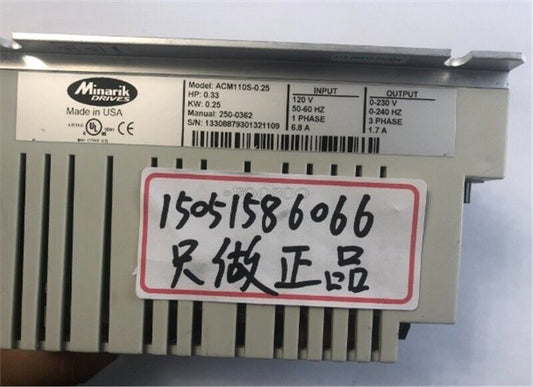 Minarik
DRIVES
Made in USA
LISTED
Model: ACM110S-0.25
HP: 0.33
KW: 0.25
Manual: 250-0362
S/N: 13308879301321109
INPUT
120 V
50-60 HZ
1 PHASE
6.8 A
OUTPUT
0-230 V
0-240 HZ
3 PHASE
1.7 A
15051586066
只做正品